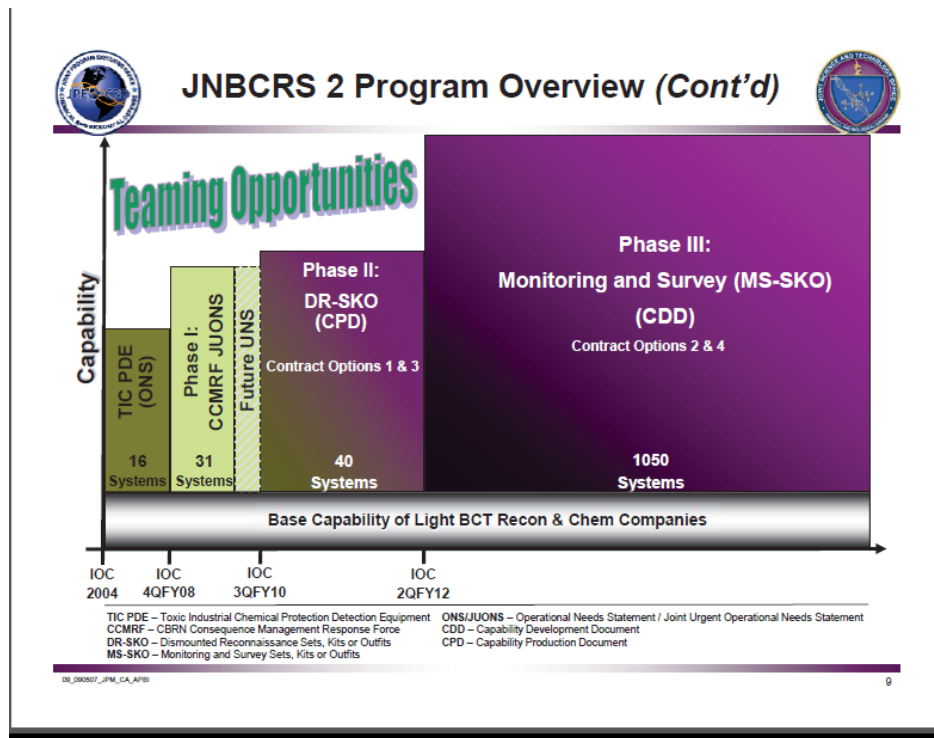 JNBCRS 2 Program Overview (Cont'd)
JPEO-CBD
Teaming Opportunities
Capability
TIC PDE
(ONS)
16
Systems
Phase I:
CCMRF JUONS
31
Systems
Future UNS
Phase II:
DR-SKO
(CPD)
Contract Options 1 & 3
40
Systems
Phase III:
Monitoring and Survey (MS-SKO)
(CDD)
Contract Options 2 & 4
1050
Systems
Base Capability of Light BCT Recon & Chem Companies
IOC
2004
IOC
4QFY08
IOC
3QFY10
IOC
2QFY12
TIC PDE – Toxic Industrial Chemical Protection Detection Equipment
CCMRF – CBRN Consequence Management Response Force
DR-SKO – Dismounted Reconnaissance Sets, Kits or Outfits
MS-SKO – Monitoring and Survey Sets, Kits or Outfits
ONS/JUONS – Operational Needs Statement / Joint Urgent Operational Needs Statement
CDD – Capability Development Document
CPD – Capability Production Document
09_090507_JPM_CA_APBI
9